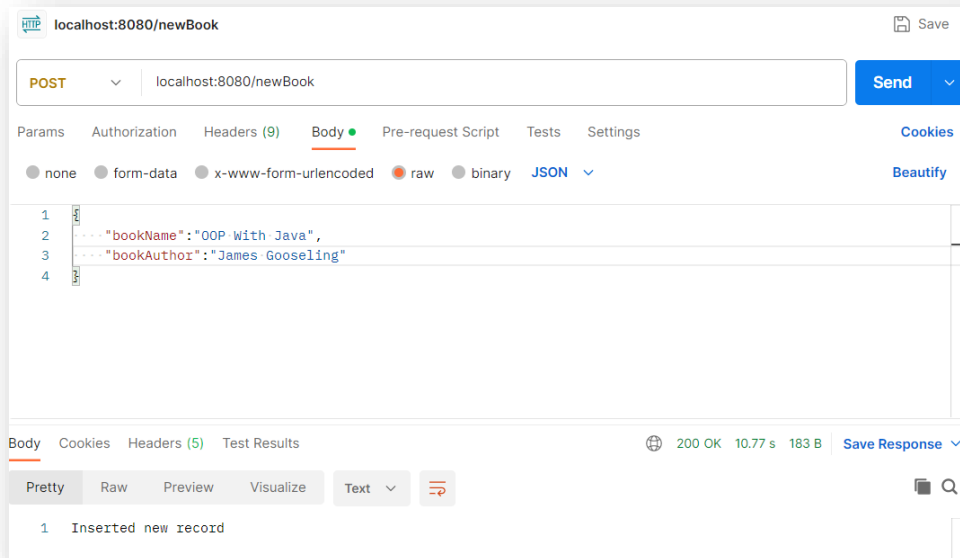 HTTP localhost:8080/newBook Save
POST localhost:8080/newBook Send
Params Authorization Headers (9) Body Pre-request Script Tests Settings Cookies
none form-data x-www-form-urlencoded raw binary JSON Beautify
1 {
2 "bookName":"OOP With Java",
3 "bookAuthor":"James Gooseling"
4 }
Body Cookies Headers (5) Test Results 200 OK 10.77 s 183 B Save Response
Pretty Raw Preview Visualize Text
1 Inserted new record